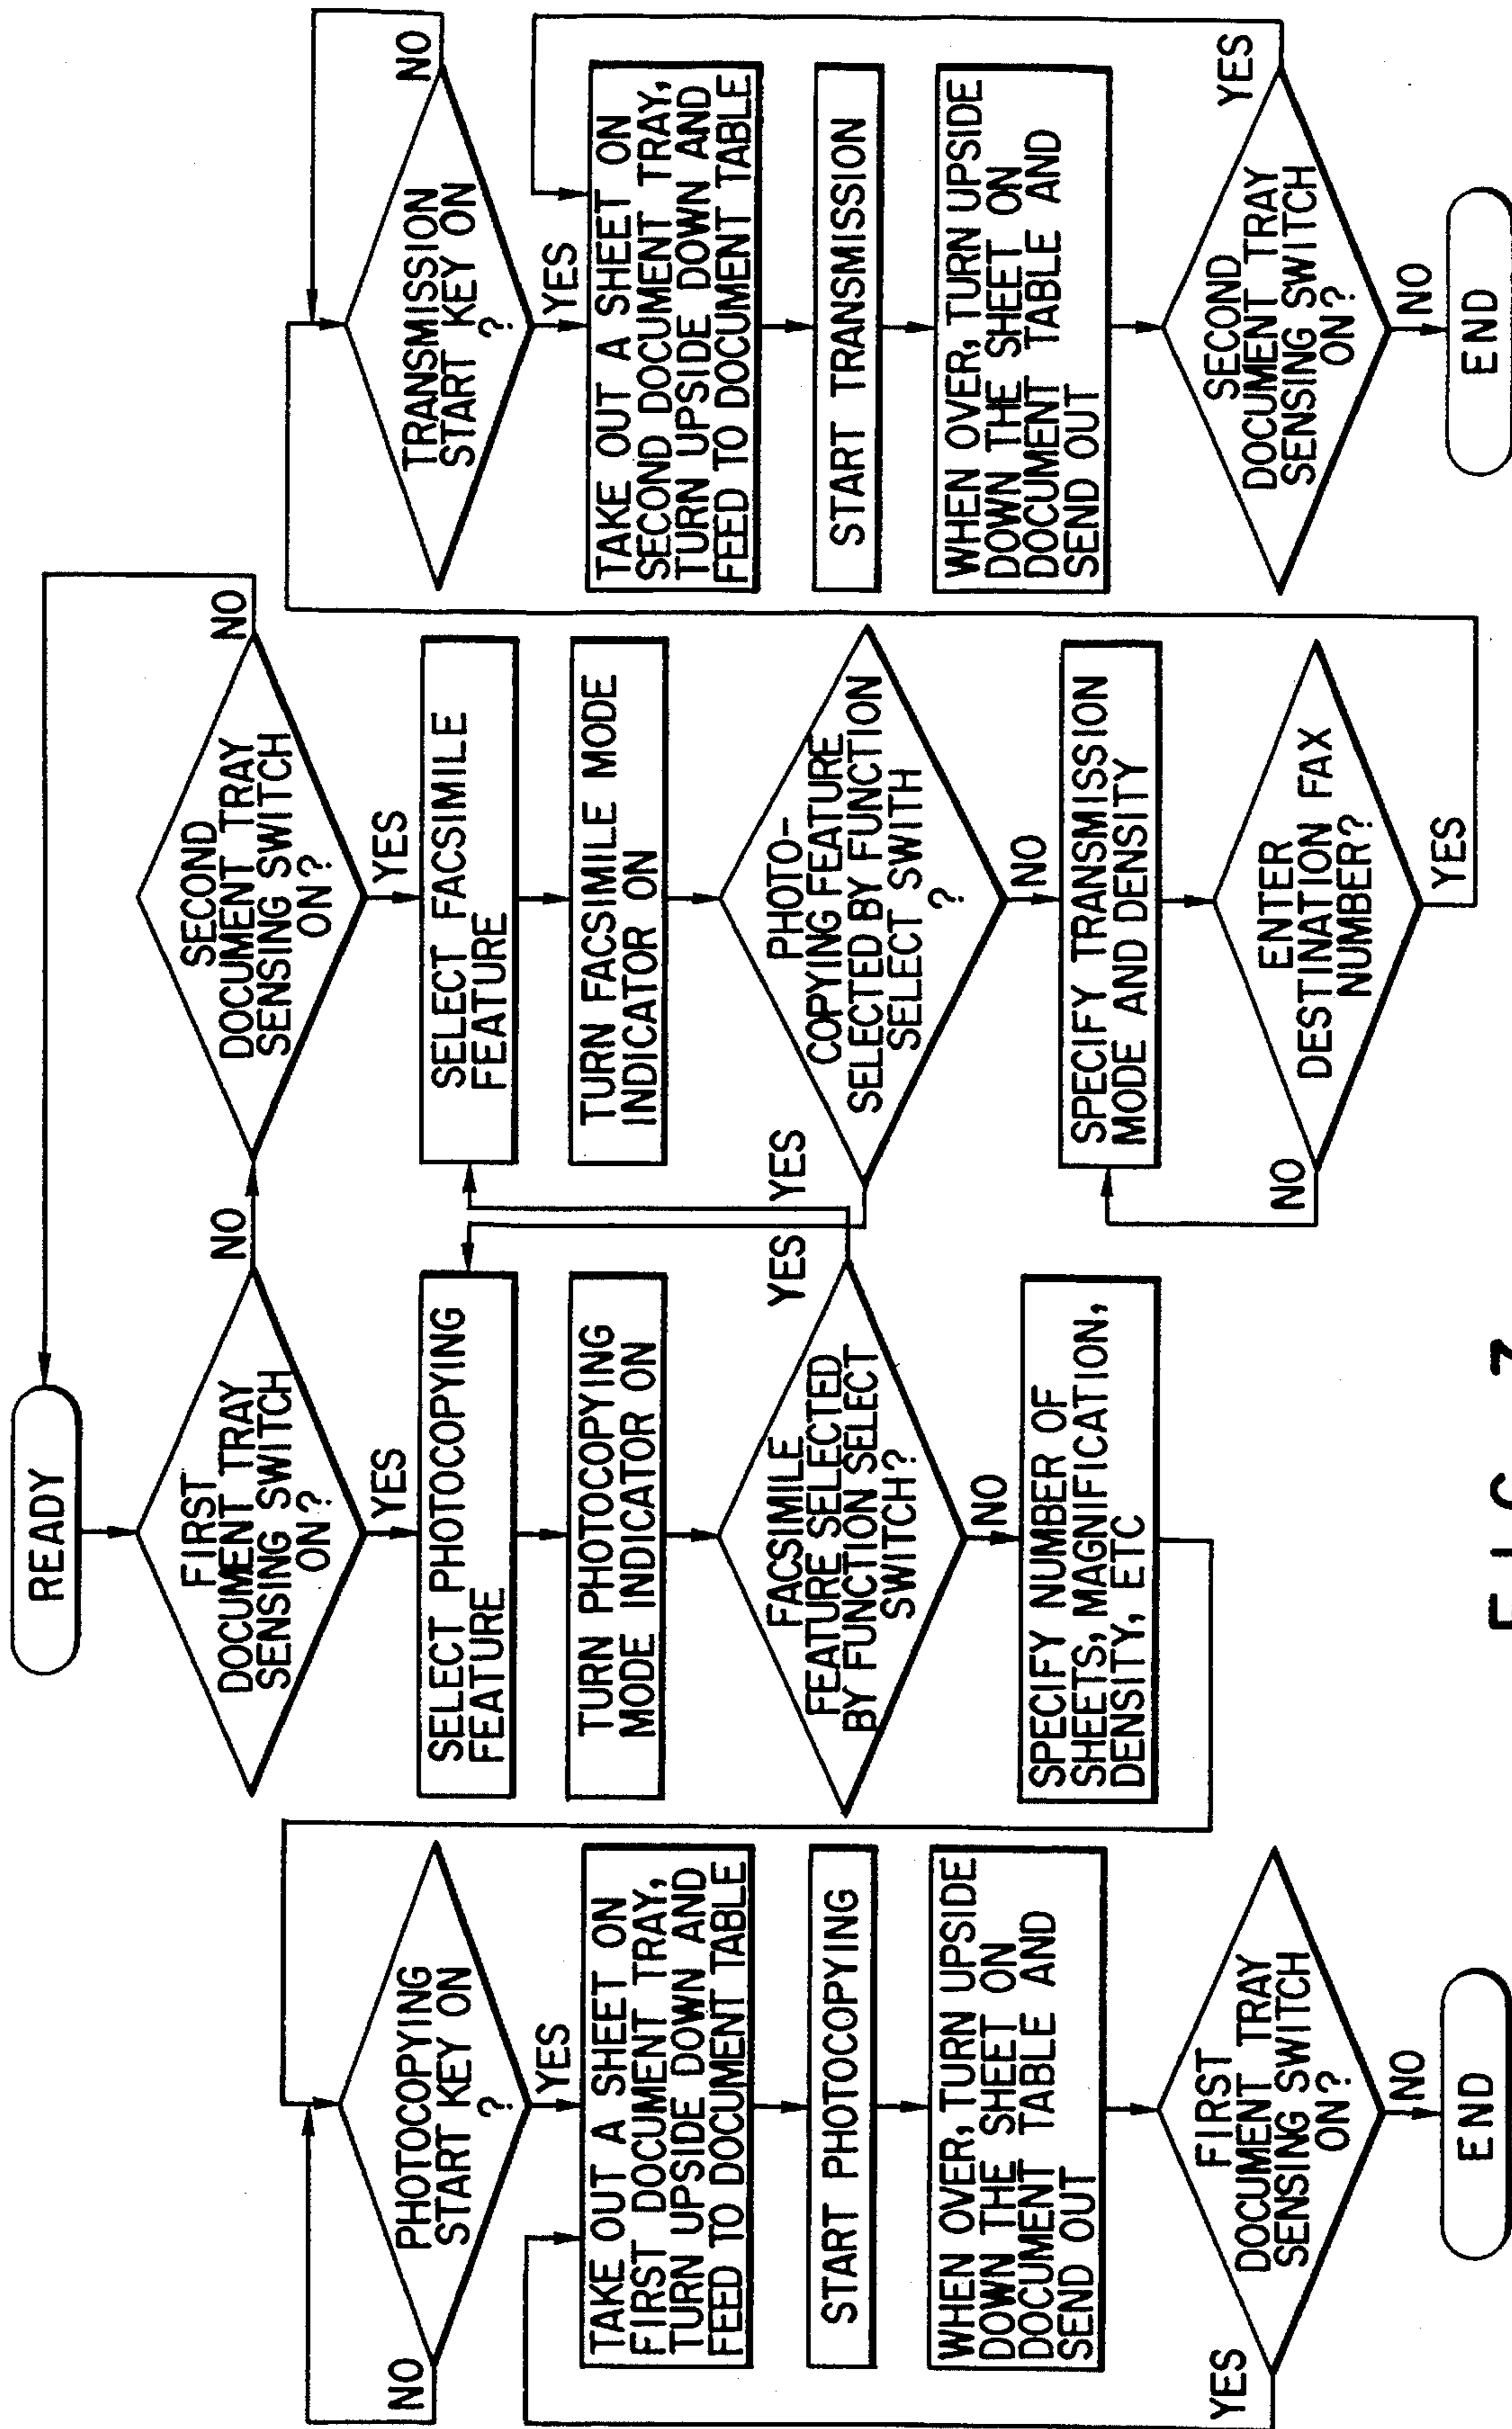 READY
FIRST
DOCUMENT TRAY
SENSING SWITCH
ON?
NO
YES
SELECT PHOTOCOPYING
FEATURE
TURN PHOTOCOPYING
MODE INDICATOR ON
FACSIMILE
FEATURE SELECTED
BY FUNCTION SELECT
SWITCH?
YES
NO
SPECIFY NUMBER OF
SHEETS, MAGNIFICATION,
DENSITY, ETC
PHOTOCOPYING
START KEY ON
?
NO
YES
TAKE OUT A SHEET ON
FIRST DOCUMENT TRAY,
TURN UPSIDE DOWN AND
FEED TO DOCUMENT TABLE
START PHOTOCOPYING
WHEN OVER, TURN UPSIDE
DOWN THE SHEET ON
DOCUMENT TABLE AND
SEND OUT
FIRST
DOCUMENT TRAY
SENSING SWITCH
ON?
YES
NO
END
SECOND
DOCUMENT TRAY
SENSING SWITCH
ON?
NO
YES
SELECT FACSIMILE
FEATURE
TURN FACSIMILE MODE
INDICATOR ON
PHOTO-
COPYING FEATURE
SELECTED BY FUNCTION
SELECT SWITH
?
YES
NO
SPECIFY TRANSMISSION
MODE AND DENSITY
ENTER
DESTINATION FAX
NUMBER?
NO
YES
TRANSMISSION
START KEY ON
?
NO
YES
TAKE OUT A SHEET ON
SECOND DOCUMENT TRAY,
TURN UPSIDE DOWN AND
FEED TO DOCUMENT TABLE
START TRANSMISSION
WHEN OVER, TURN UPSIDE
DOWN THE SHEET ON
DOCUMENT TABLE AND
SEND OUT
SECOND
DOCUMENT TRAY
SENSING SWITCH
ON?
YES
NO
END